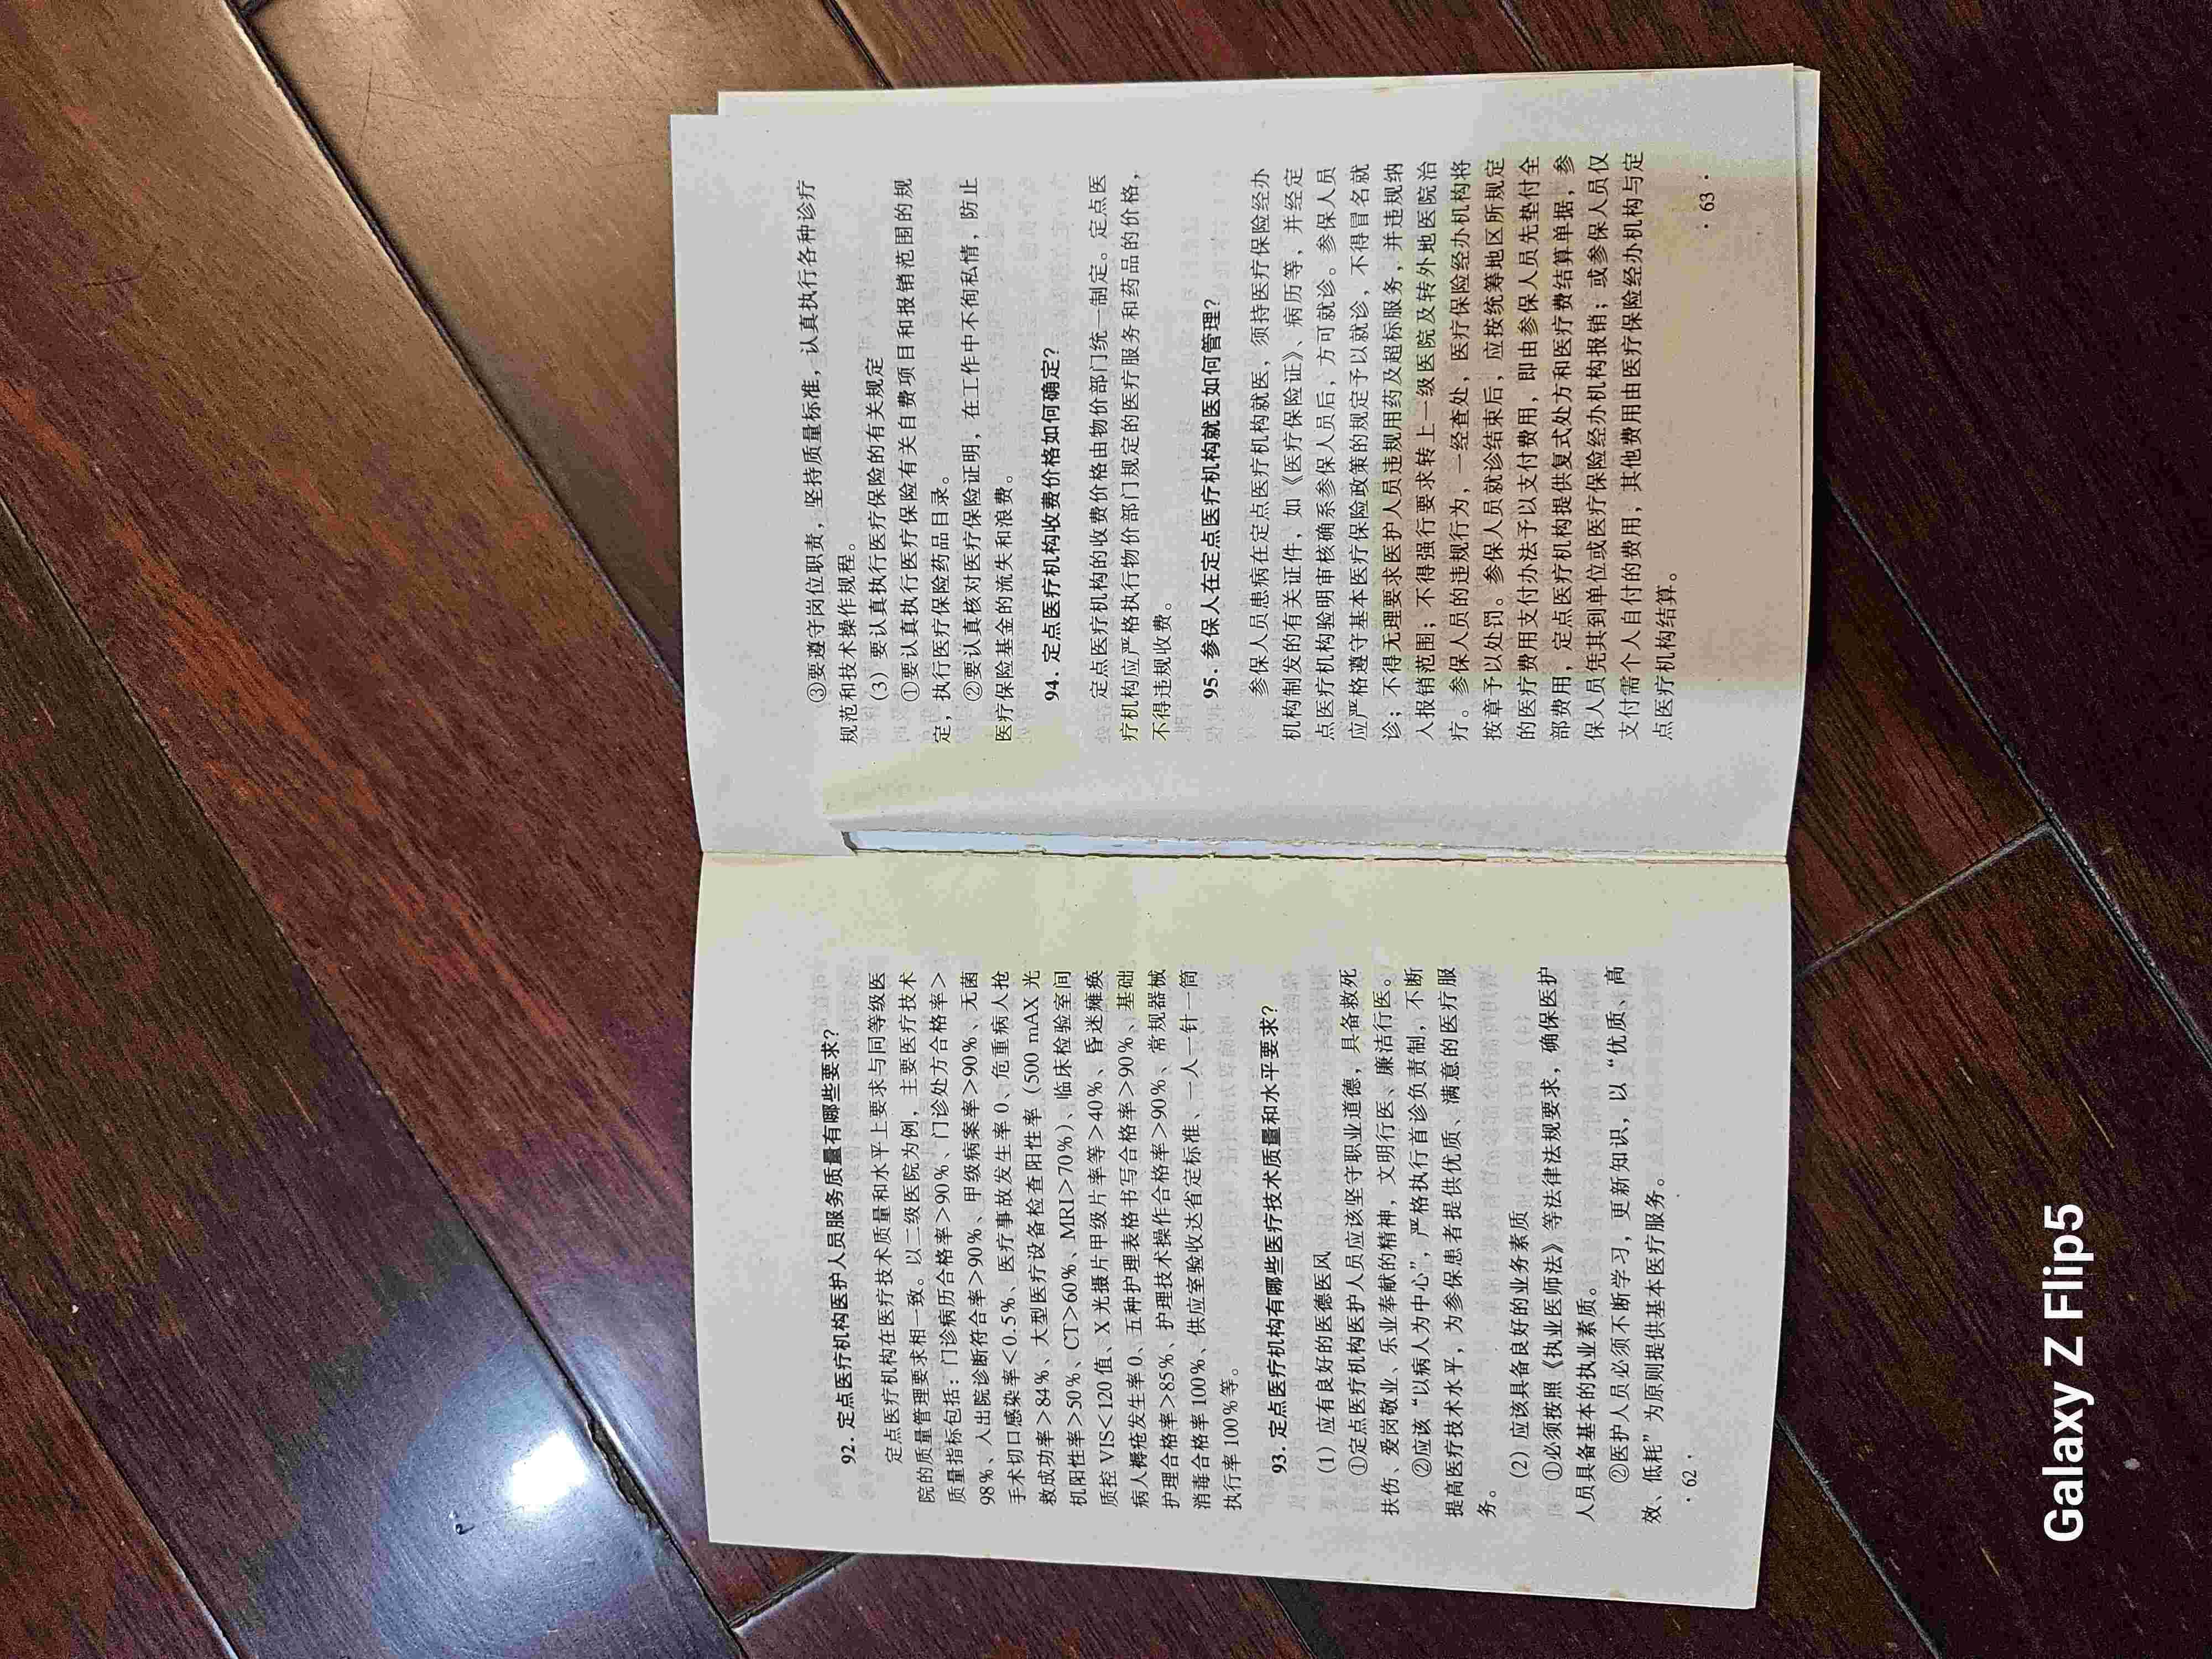 92. 定点医疗机构医护人员服务质量有哪些要求?
定点医疗机构在医疗技术质量和水平上要求与同等级医
院的质量管理要求相一致。以二级医院为例，主要医疗技术
质量指标包括：门诊病历合格率>90%、门诊处方合格率>
98%、入出院诊断符合率>90%、甲级病案率>90%、无菌
手术切口感染率<0.5%、医疗事故发生率0、危重病人抢
救成功率>84%、大型医疗设备检查阳性率（500 mAX 光
机阳性率>50%、CT>60%、MRI>70%）、临床检验室间
质控 VIS<120 值、X 光摄片甲级片率等>40%、昏迷瘫痪
病人褥疮发生率 0、五种护理表格书写合格率>90%、基础
护理合格率>85%、护理技术操作合格率>90%、常规器械
消毒合格率 100%、供应室验收达省定标准、一人一针一筒
执行率 100%等。
93. 定点医疗机构有哪些医疗技术质量和水平要求?
（1）应有良好的医德医风
①定点医疗机构医护人员应该坚守职业道德，具备救死
扶伤、爱岗敬业、乐业奉献的精神，文明行医、廉洁行医。
②应该“以病人为中心”，严格执行首诊负责制，不断
提高医疗技术水平，为参保患者提供优质、满意的医疗服
务。
（2）应该具备良好的业务素质
①必须按照《执业医师法》等法律法规要求，确保医护
人员具备基本的执业素质。
②医护人员必须不断学习，更新知识，以“优质、高
效、低耗”为原则提供基本医疗服务。
· 62 ·
③要遵守岗位职责，坚持质量标准，认真执行各种诊疗
规范和技术操作规程。
（3）要认真执行医疗保险的有关规定
①要认真执行医疗保险有关自费项目和报销范围的规
定，执行医疗保险药品目录。
②要认真核对医疗保险证明，在工作中不徇私情，防止
医疗保险基金的流失和浪费。
94. 定点医疗机构收费价格如何确定?
定点医疗机构的收费价格由物价部门统一制定。定点医
疗机构应严格执行物价部门规定的医疗服务和药品的价格，
不得违规收费。
95. 参保人在定点医疗机构就医如何管理?
参保人员患病在定点医疗机构就医，须持医疗保险经办
机构制发的有关证件，如《医疗保险证》、病历等，并经定
点医疗机构验明审核确系参保人员后，方可就诊。参保人员
应严格遵守基本医疗保险政策的规定予以就诊，不得冒名就
诊；不得无理要求医护人员违规用药及超标服务，并违规纳
入报销范围；不得强行要求转上一级医院及转外地医院治
疗。参保人员的违规行为，一经查处，医疗保险经办机构将
按章予以处罚。参保人员就诊结束后，应按统筹地区所规定
的医疗费用支付办法予以支付费用，即由参保人员先垫付全
部费用，定点医疗机构提供复式处方和医疗费结算单据，参
保人员凭其到单位或医疗保险经办机构报销；或参保人员仅
支付需个人自付的费用，其他费用由医疗保险经办机构与定
点医疗机构结算。
· 63 ·
Galaxy Z Flip5